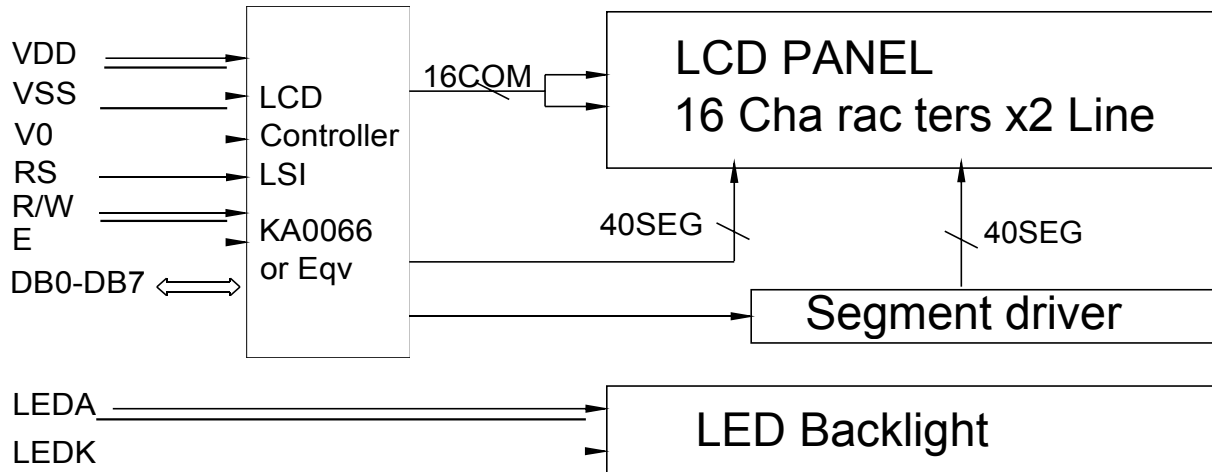 VDD
VSS
V0
RS
R/W
E
DB0-DB7
LCD
Controller
LSI
KA0066
or Eqv
16COM
LCD PANEL
16 Cha rac ters x2 Line
40SEG
40SEG
Segment driver
LEDA
LEDK
LED Backlight